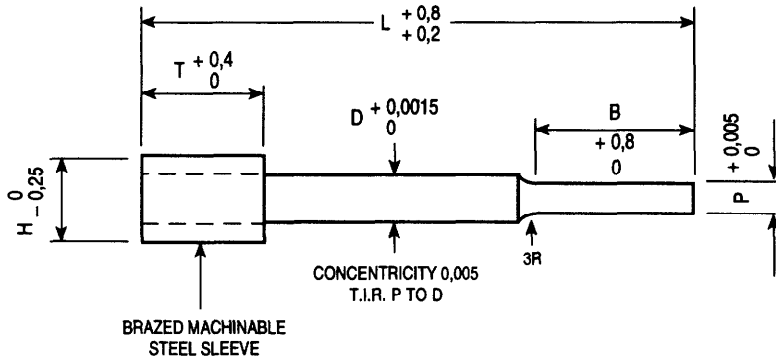 L + 0,8
+ 0,2
T + 0,4
0
D + 0,0015
0
B
+ 0,8
0
+ 0,005
0
P
H 0
- 0,25
3R
CONCENTRICITY 0,005
T.I.R. P TO D
BRAZED MACHINABLE
STEEL SLEEVE